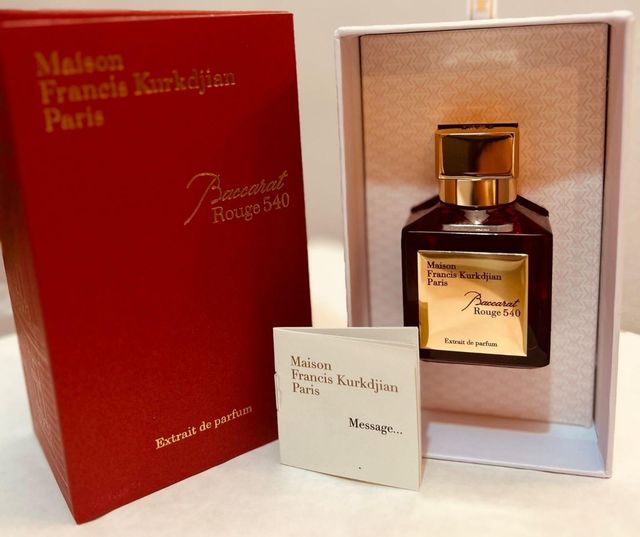 Maison
Francis Kurkdjian
Paris
Baccarat
Rouge 540
Extrait de parfum
Maison
Francis Kurkdjian
Paris
Message...
Maison
Francis Kurkdjian
Paris
Baccarat
Rouge 540
Extrait de parfum